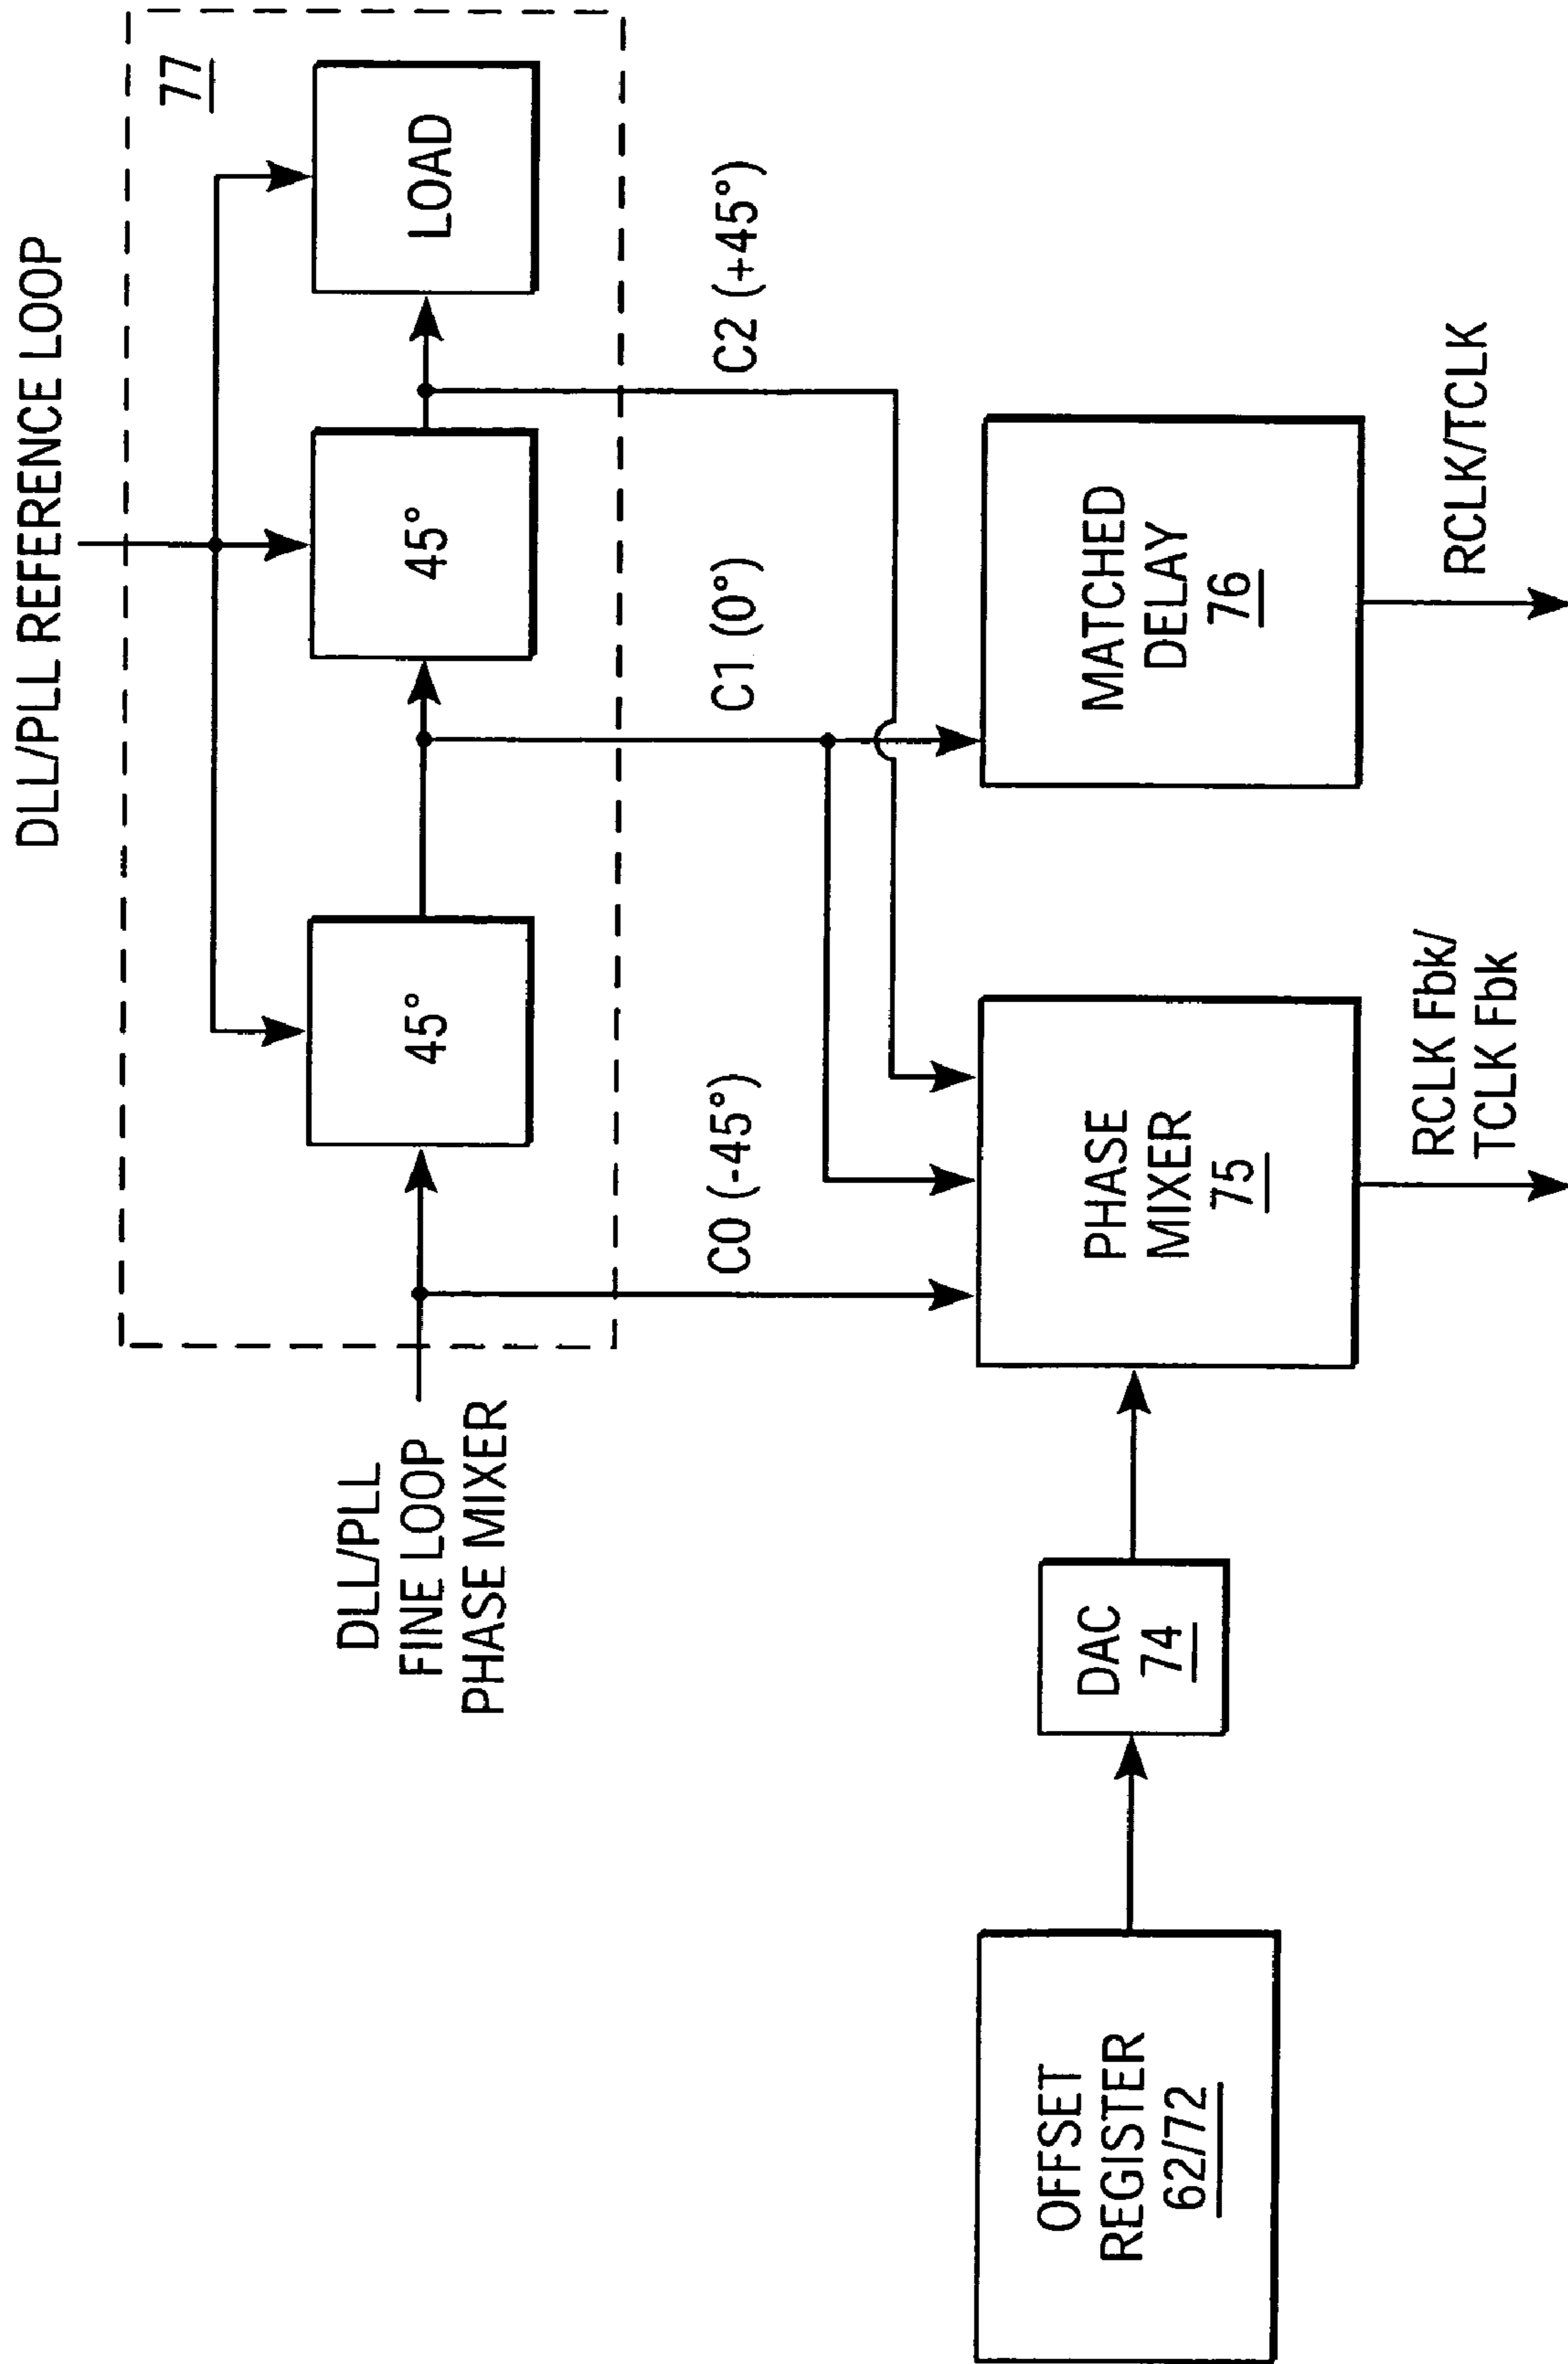 DLL/PLL REFERENCE LOOP
77
45°
45°
LOAD
DLL/PLL
FINE LOOP
PHASE MIXER
C0 (-45°)
C1 (0°)
C2 (+45°)
OFFSET
REGISTER
62/72
DAC
74
PHASE
MIXER
75
MATCHED
DELAY
76
RCLK Fbk/
TCLK Fbk
RCLK/TCLK